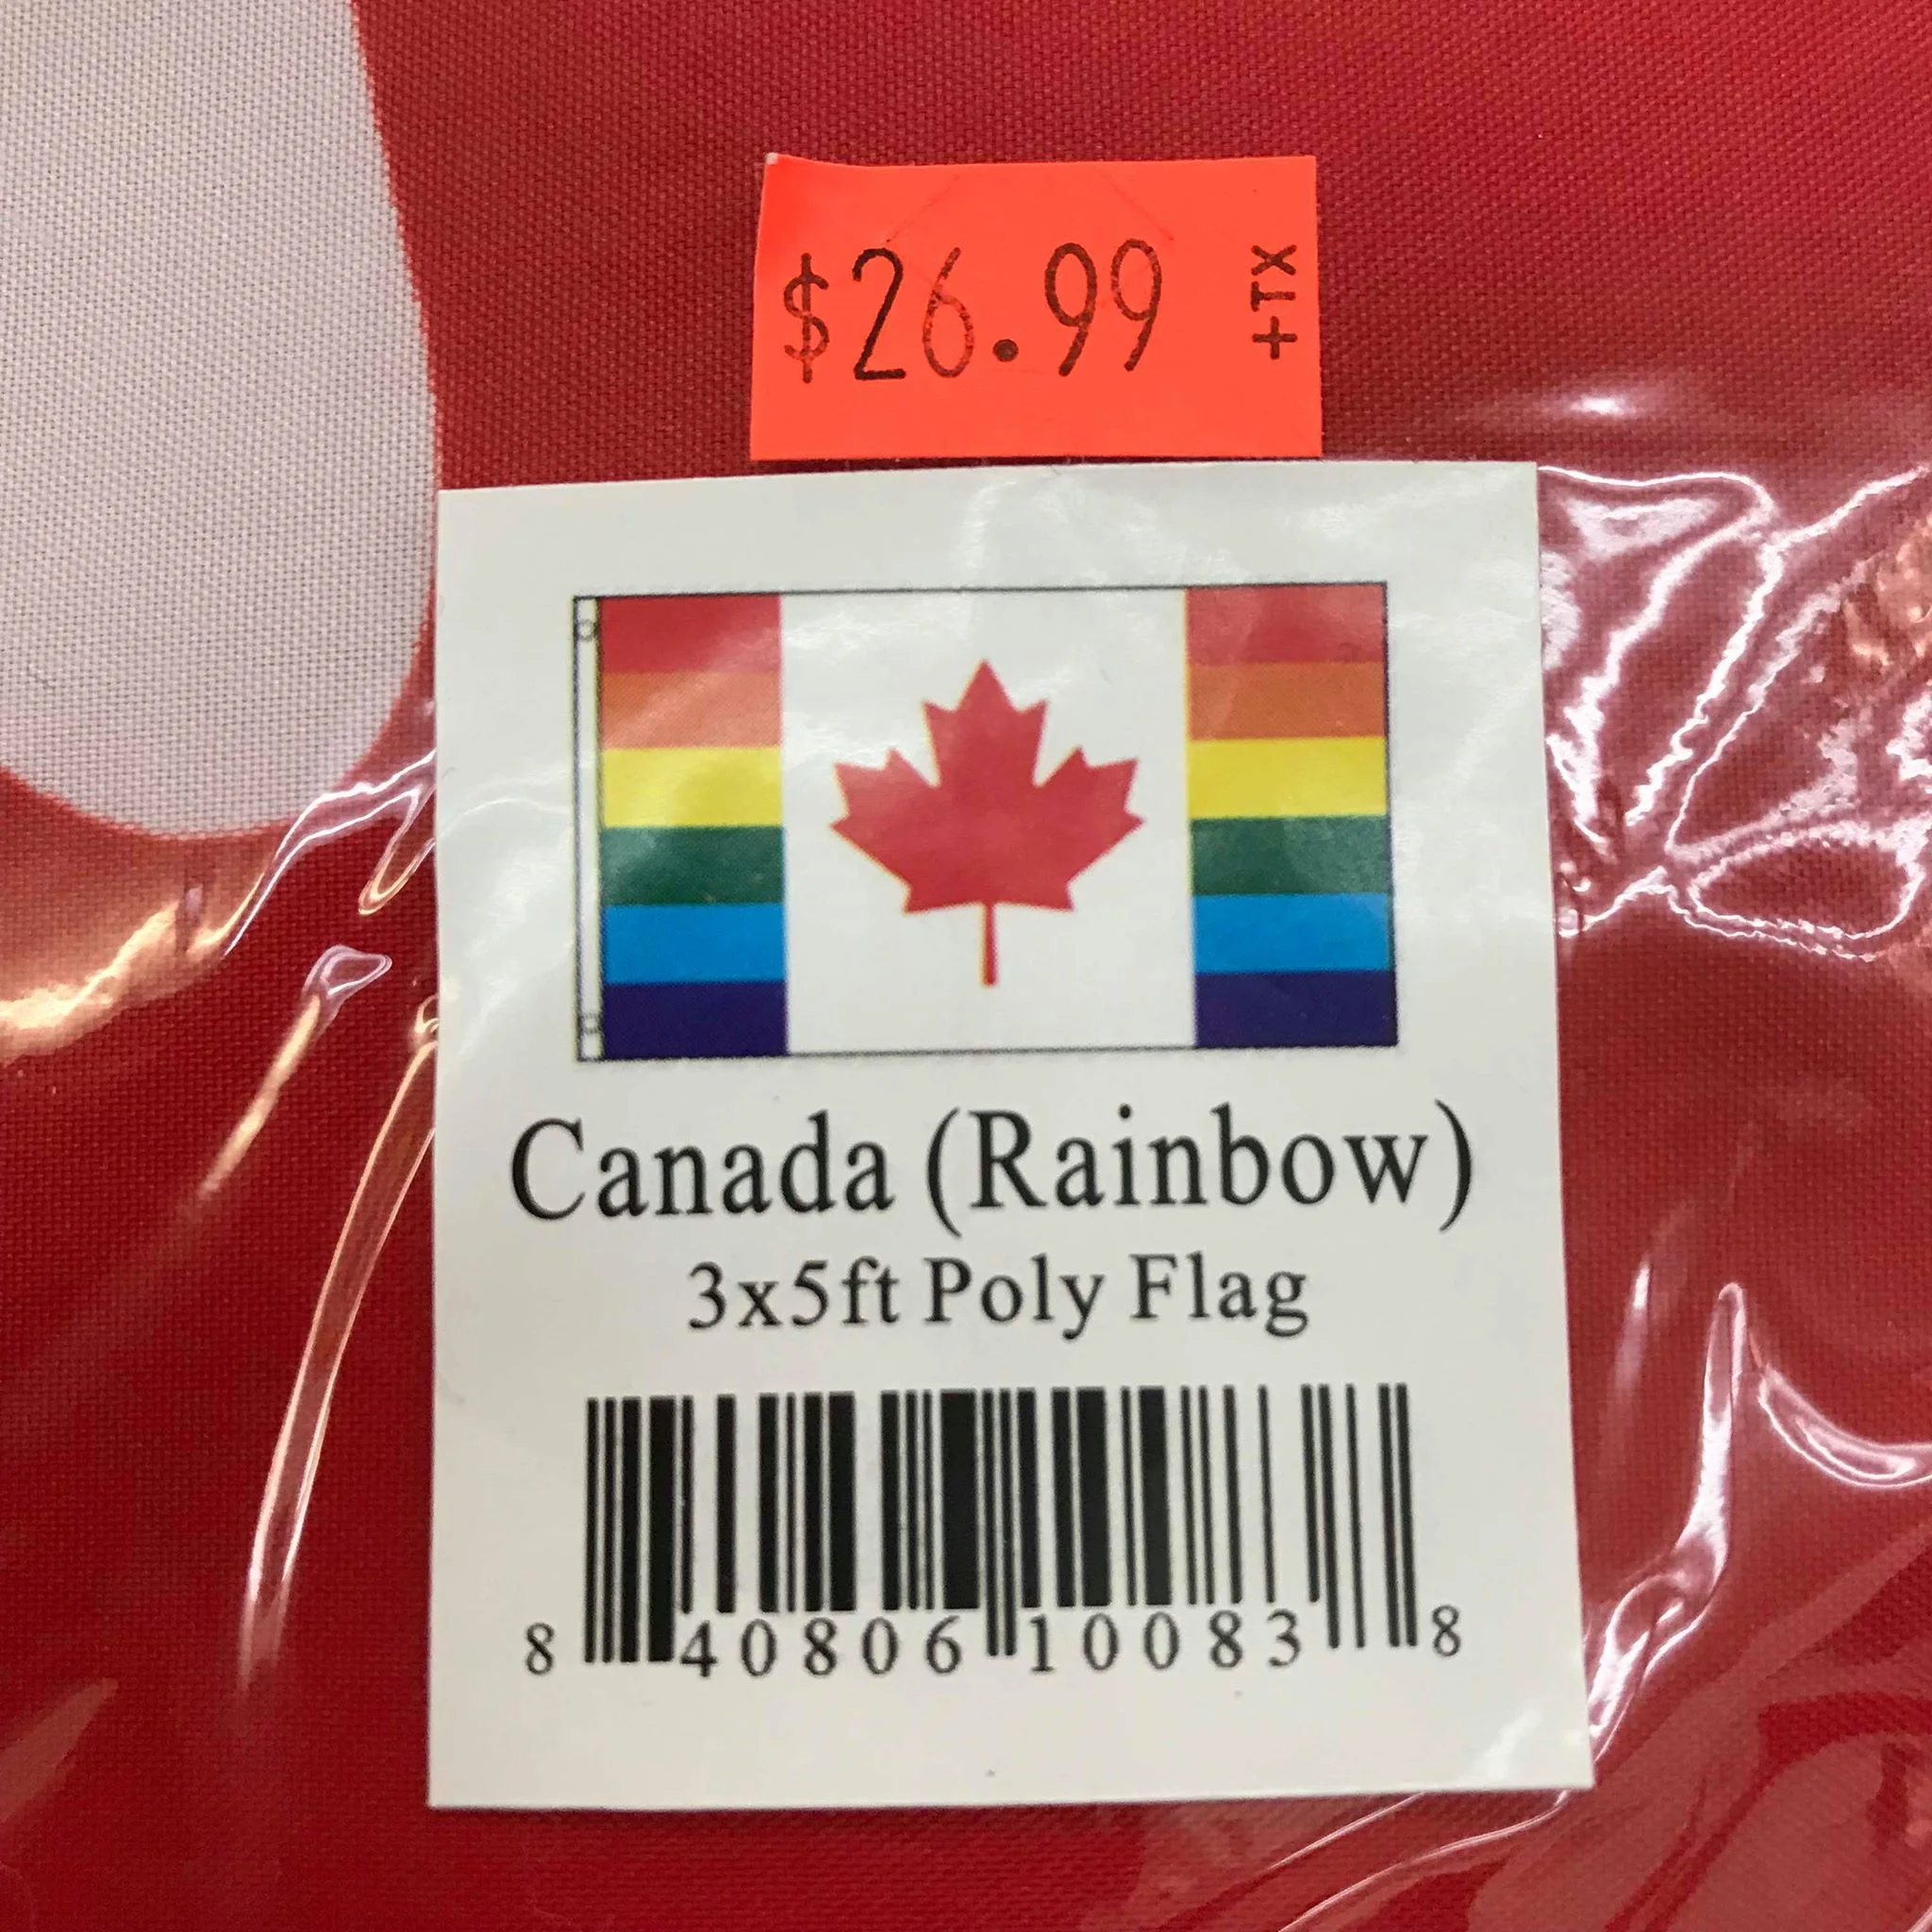 $26.99 +TX
Canada (Rainbow)
3x5ft Poly Flag
8 40806 10083 8